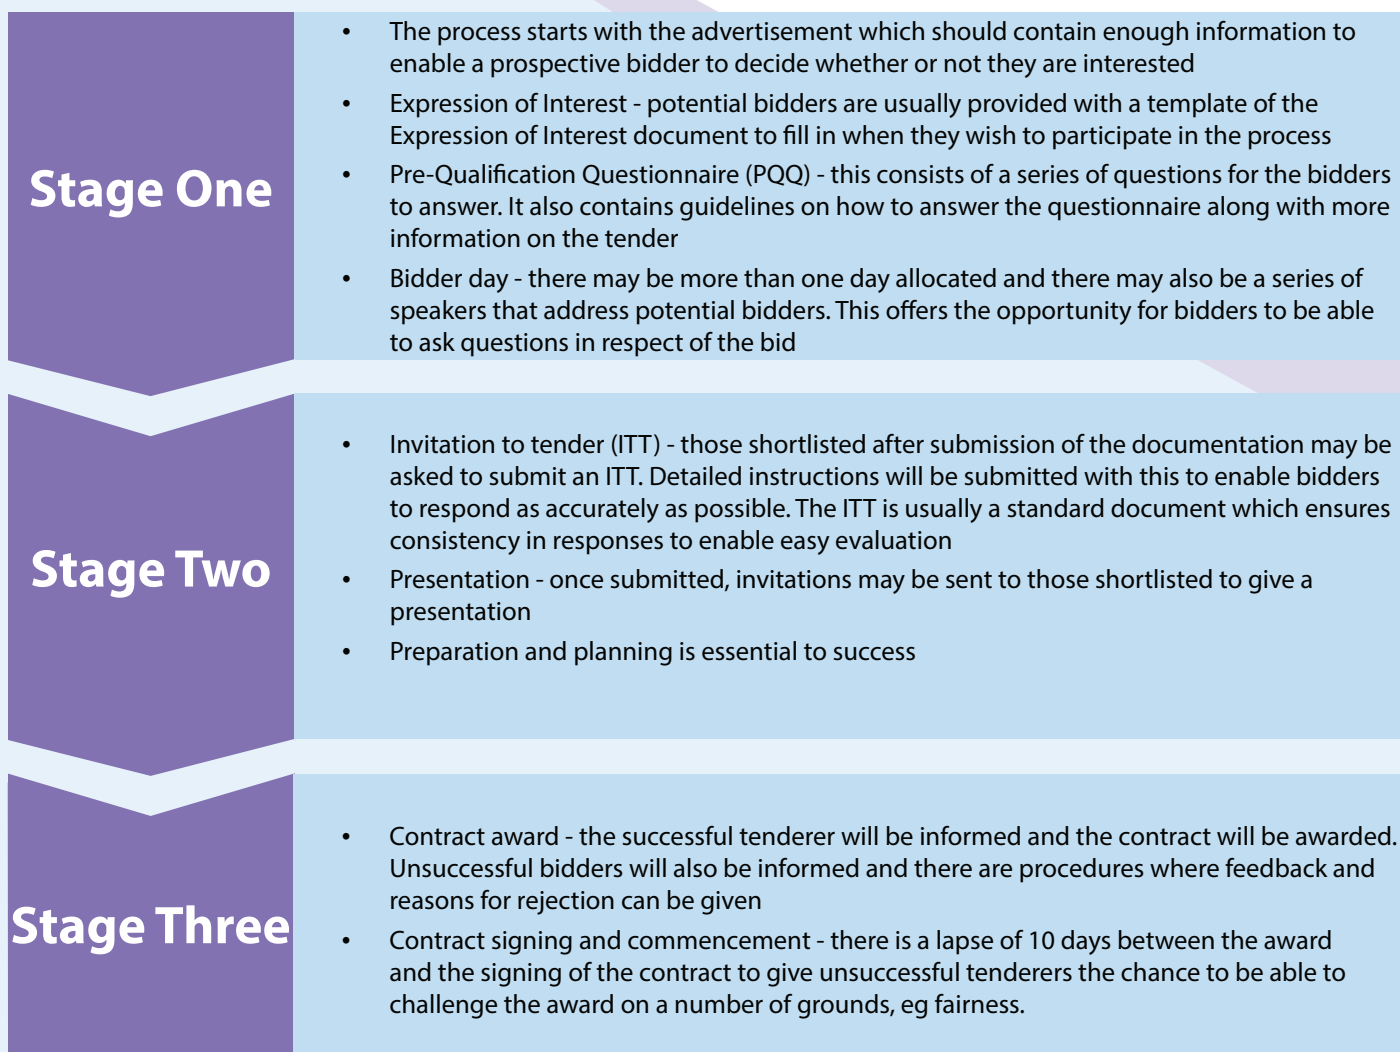 Stage One
• The process starts with the advertisement which should contain enough information to
enable a prospective bidder to decide whether or not they are interested
• Expression of Interest - potential bidders are usually provided with a template of the
Expression of Interest document to fill in when they wish to participate in the process
• Pre-Qualification Questionnaire (PQQ) - this consists of a series of questions for the bidders
to answer. It also contains guidelines on how to answer the questionnaire along with more
information on the tender
• Bidder day - there may be more than one day allocated and there may also be a series of
speakers that address potential bidders. This offers the opportunity for bidders to be able
to ask questions in respect of the bid
Stage Two
• Invitation to tender (ITT) - those shortlisted after submission of the documentation may be
asked to submit an ITT. Detailed instructions will be submitted with this to enable bidders
to respond as accurately as possible. The ITT is usually a standard document which ensures
consistency in responses to enable easy evaluation
• Presentation - once submitted, invitations may be sent to those shortlisted to give a
presentation
• Preparation and planning is essential to success
Stage Three
• Contract award - the successful tenderer will be informed and the contract will be awarded.
Unsuccessful bidders will also be informed and there are procedures where feedback and
reasons for rejection can be given
• Contract signing and commencement - there is a lapse of 10 days between the award
and the signing of the contract to give unsuccessful tenderers the chance to be able to
challenge the award on a number of grounds, eg fairness.